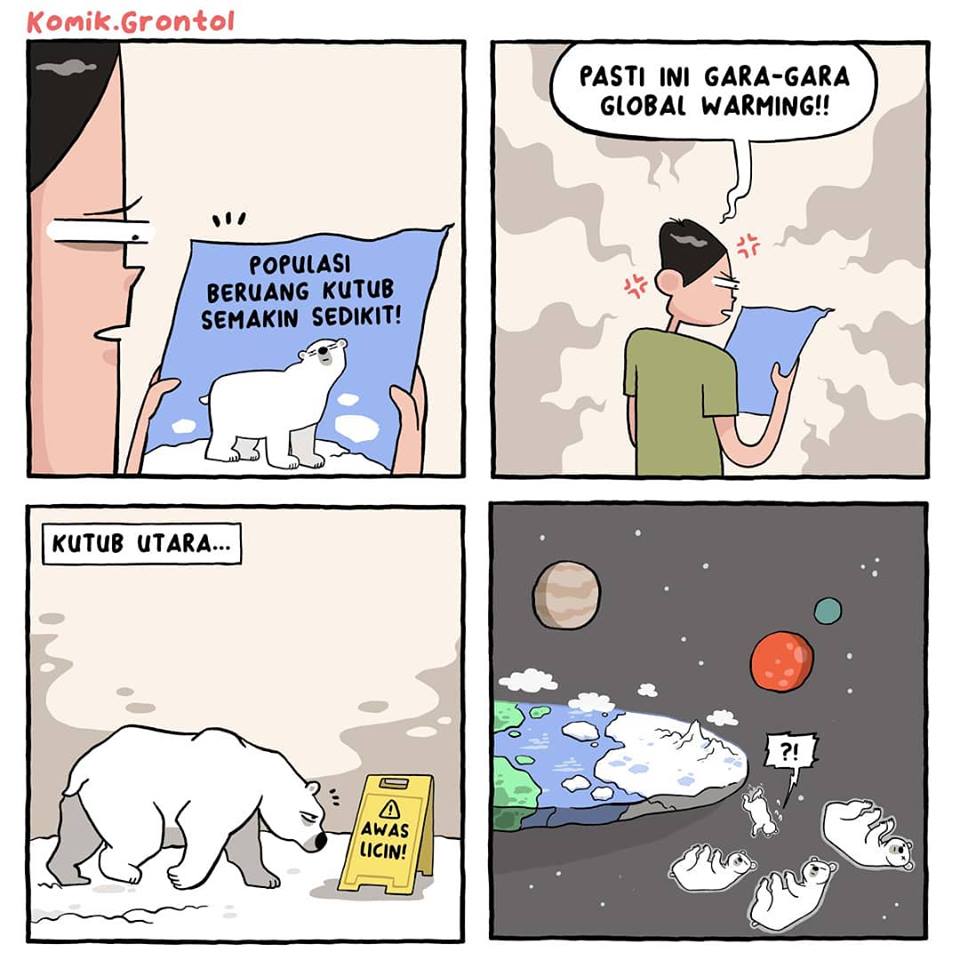 Komik.Grontol
POPULASI
BERUANG KUTUB
SEMAKIN SEDIKIT!
PASTI INI GARA-GARA
GLOBAL WARMING!!
KUTUB UTARA...
AWAS
LICIN!
?!